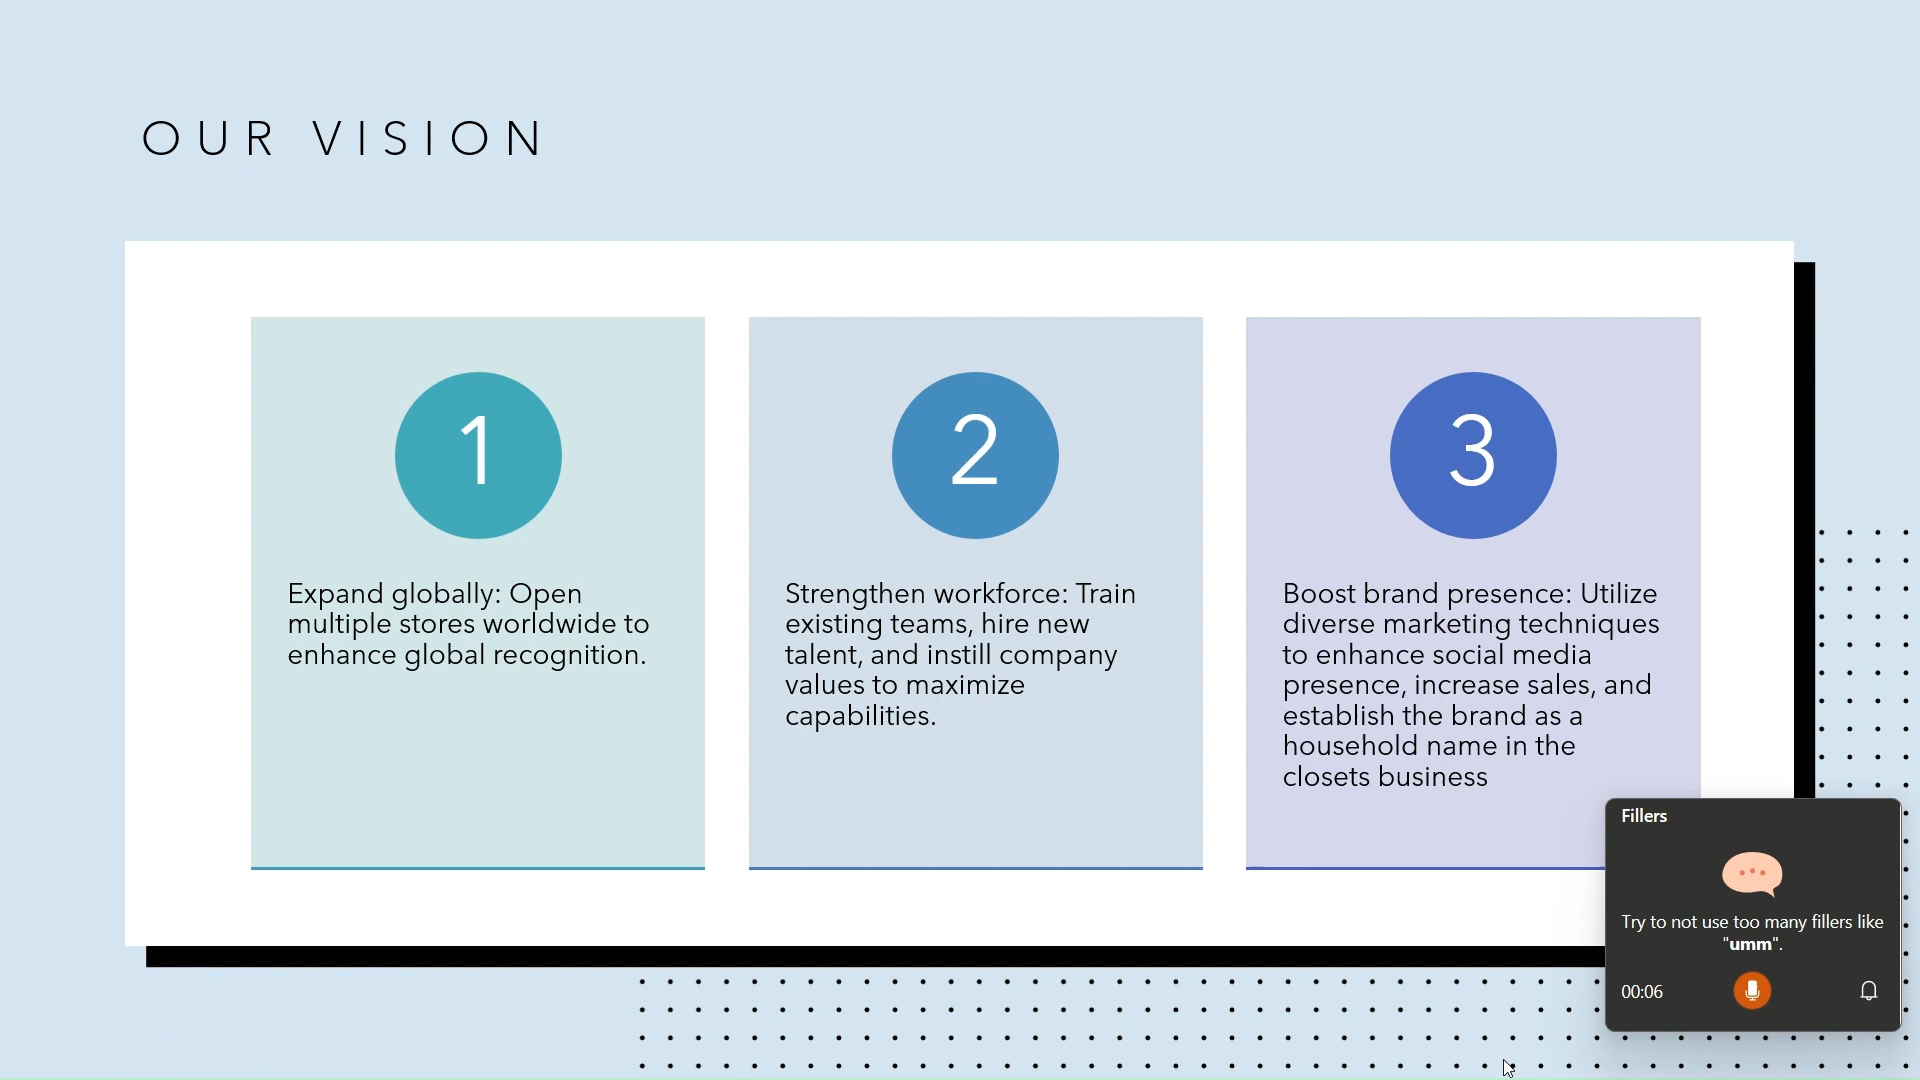 OUR VISION
1
Expand globally: Open
multiple stores worldwide to
enhance global recognition.
2
Strengthen workforce: Train
existing teams, hire new
talent, and instill company
values to maximize
capabilities.
3
Boost brand presence: Utilize
diverse marketing techniques
to enhance social media
presence, increase sales, and
establish the brand as a
household name in the
closets business
Fillers
Try to not use too many fillers like
"umm".
00:06